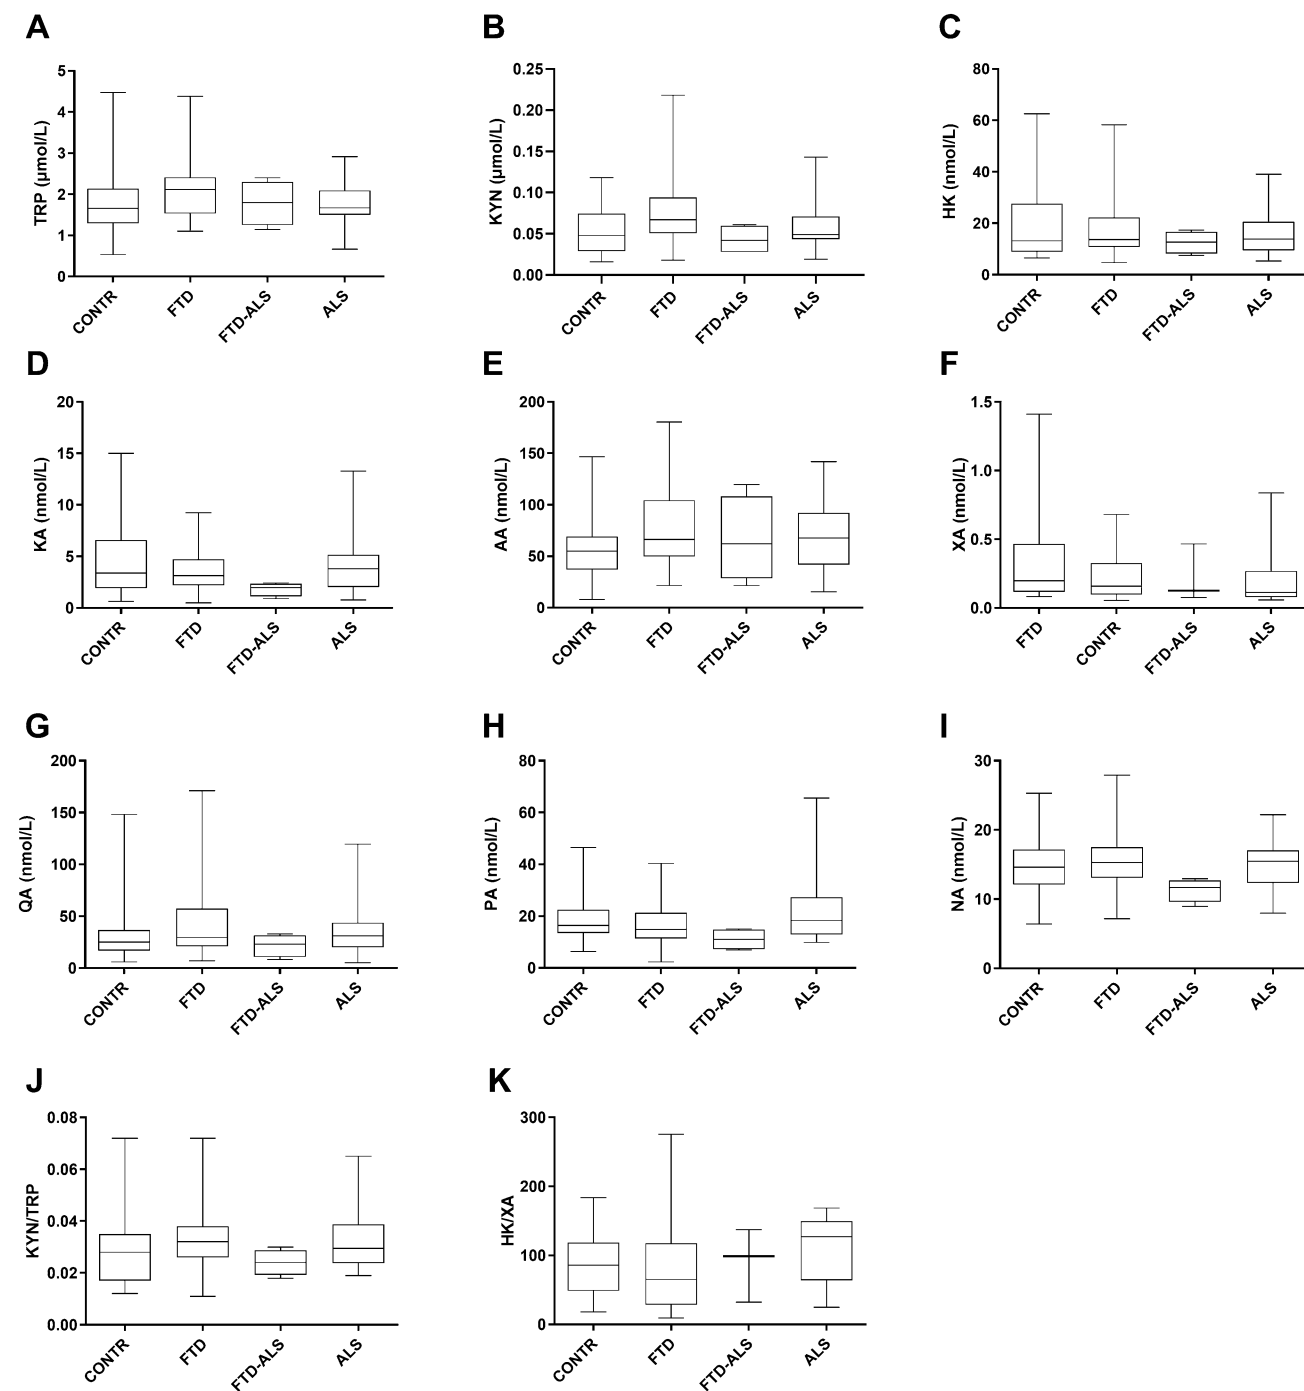 A
TRP (μmol/L)
5
4
3
2
1
0
CONTR
FTD
FTD-ALS
ALS
B
KYN (μmol/L)
0.25
0.20
0.15
0.10
0.05
0.00
CONTR
FTD
FTD-ALS
ALS
C
HK (nmol/L)
80
60
40
20
0
CONTR
FTD
FTD-ALS
ALS
D
KA (nmol/L)
20
15
10
5
0
CONTR
FTD
FTD-ALS
ALS
E
AA (nmol/L)
200
150
100
50
0
CONTR
FTD
FTD-ALS
ALS
F
XA (nmol/L)
1.5
1.0
0.5
0.0
FTD
CONTR
FTD-ALS
ALS
G
QA (nmol/L)
200
150
100
50
0
CONTR
FTD
FTD-ALS
ALS
H
PA (nmol/L)
80
60
40
20
0
CONTR
FTD
FTD-ALS
ALS
I
NA (nmol/L)
30
20
10
0
CONTR
FTD
FTD-ALS
ALS
J
KYN/TRP
0.08
0.06
0.04
0.02
0.00
CONTR
FTD
FTD-ALS
ALS
K
HK/XA
300
200
100
0
CONTR
FTD
FTD-ALS
ALS